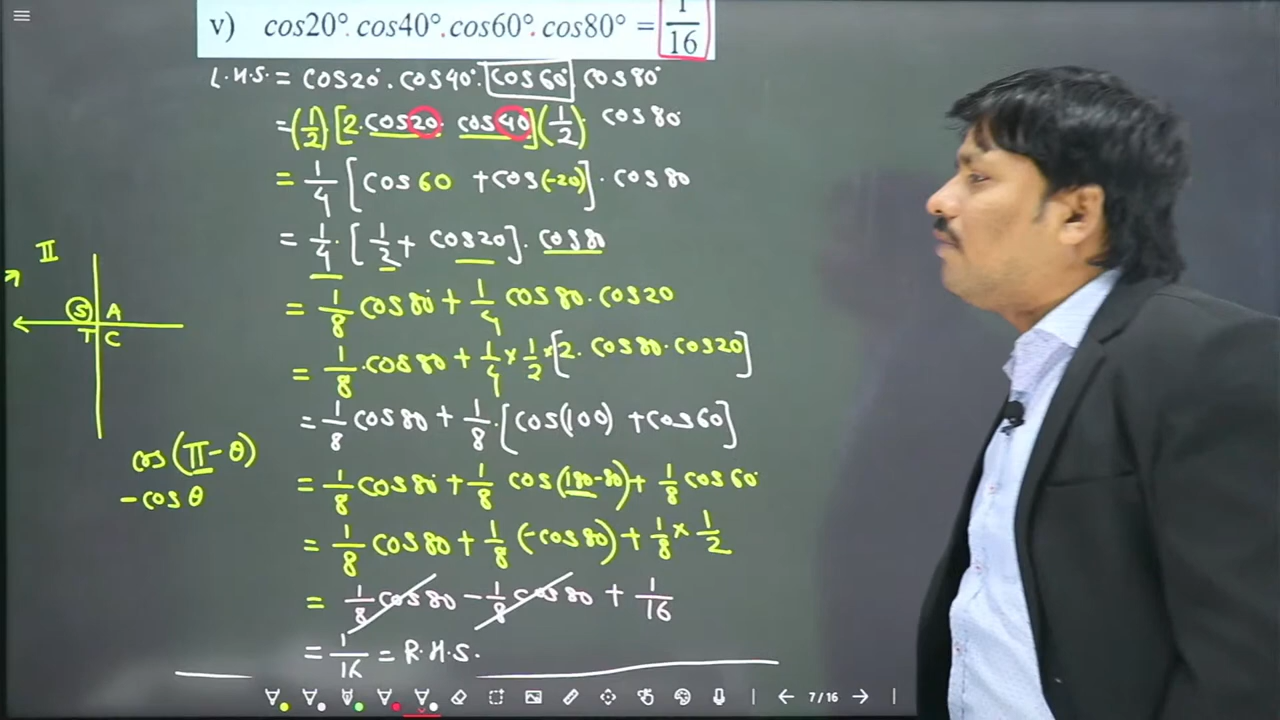 v) cos20°. cos40°. cos60°. cos80° = 1/16
L.H.S. = cos20°. cos40°. cos60° cos80°
=(1/2)[2.cos20. cos40](1/2). cos80
= 1/4 [cos60 +cos(-20)]. cos80
= 1/4. [1/2 + cos20]. cos80
= 1/8 cos80 + 1/4 cos80.cos20
= 1/8.cos80 + 1/4 × 1/2 ×[2. cos80.cos20]
= 1/8 cos80 + 1/8.[cos(100) +cos60]
= 1/8 cos80 + 1/8 cos(180-80)+ 1/8 cos60
= 1/8 cos80 + 1/8 (-cos80) + 1/8 × 1/2
= 1/8 cos80 - 1/8 cos80 + 1/16
= 1/16 = R.H.S.
II
S A
T C
cos(π-θ)
-cosθ
7/16